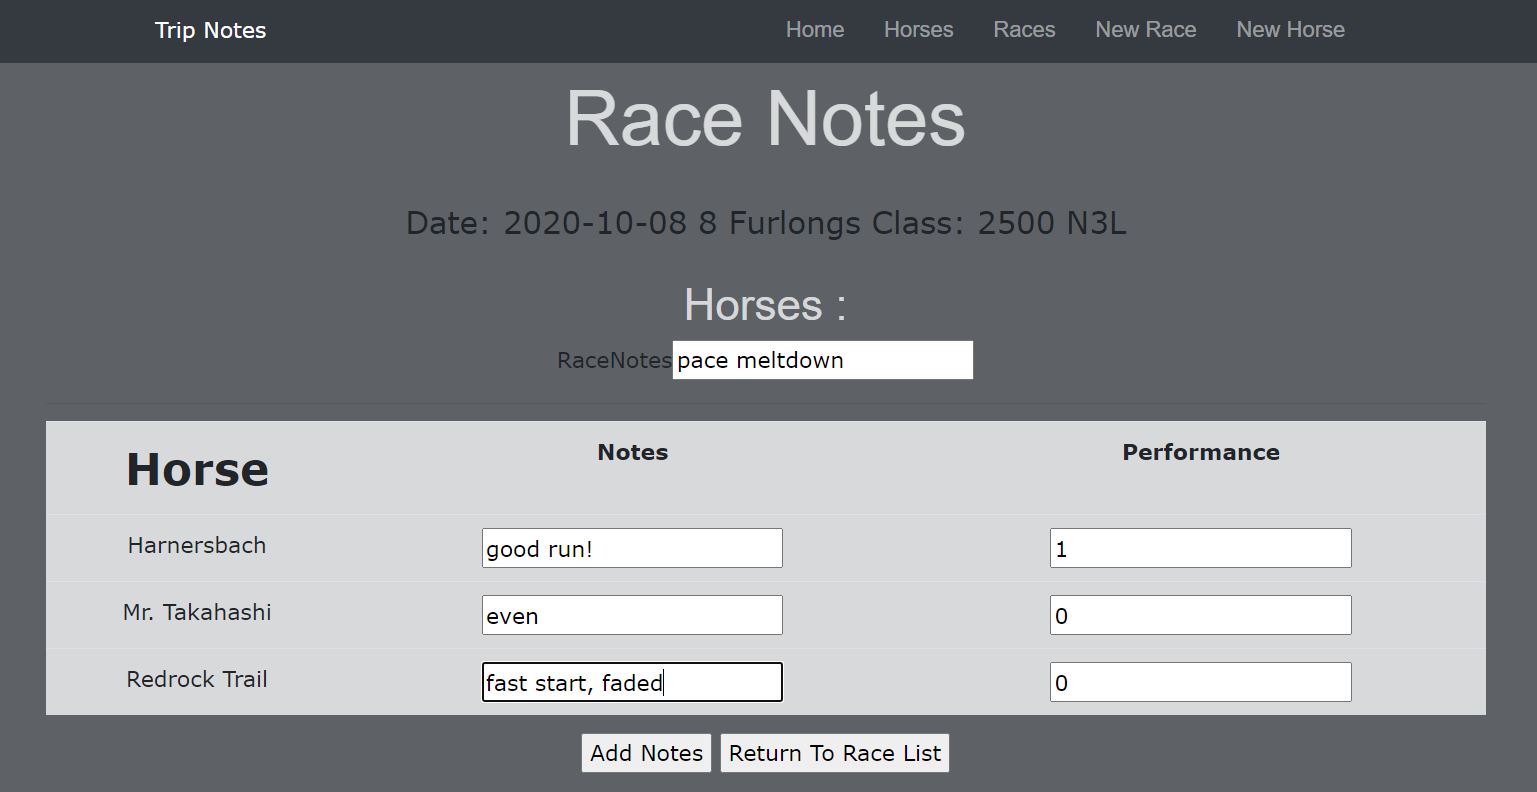 Trip Notes Home Horses Races New Race New Horse
Race Notes
Date: 2020-10-08 8 Furlongs Class: 2500 N3L
Horses :
RaceNotes pace meltdown
Horse Notes Performance
Harnersbach good run! 1
Mr. Takahashi even 0
Redrock Trail fast start, faded 0
Add Notes Return To Race List